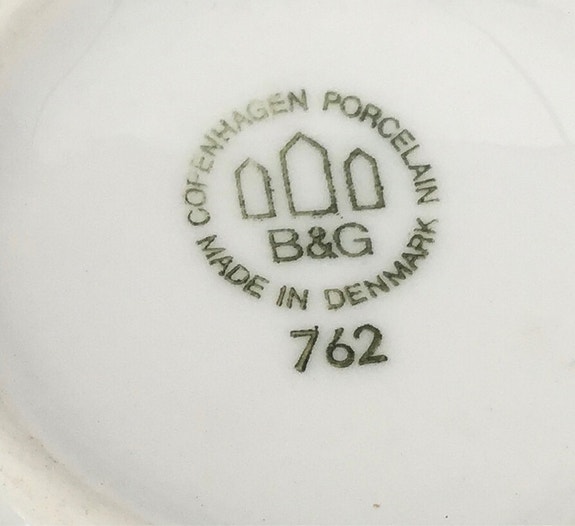 COPENHAGEN PORCELAIN
B&G
MADE IN DENMARK
762